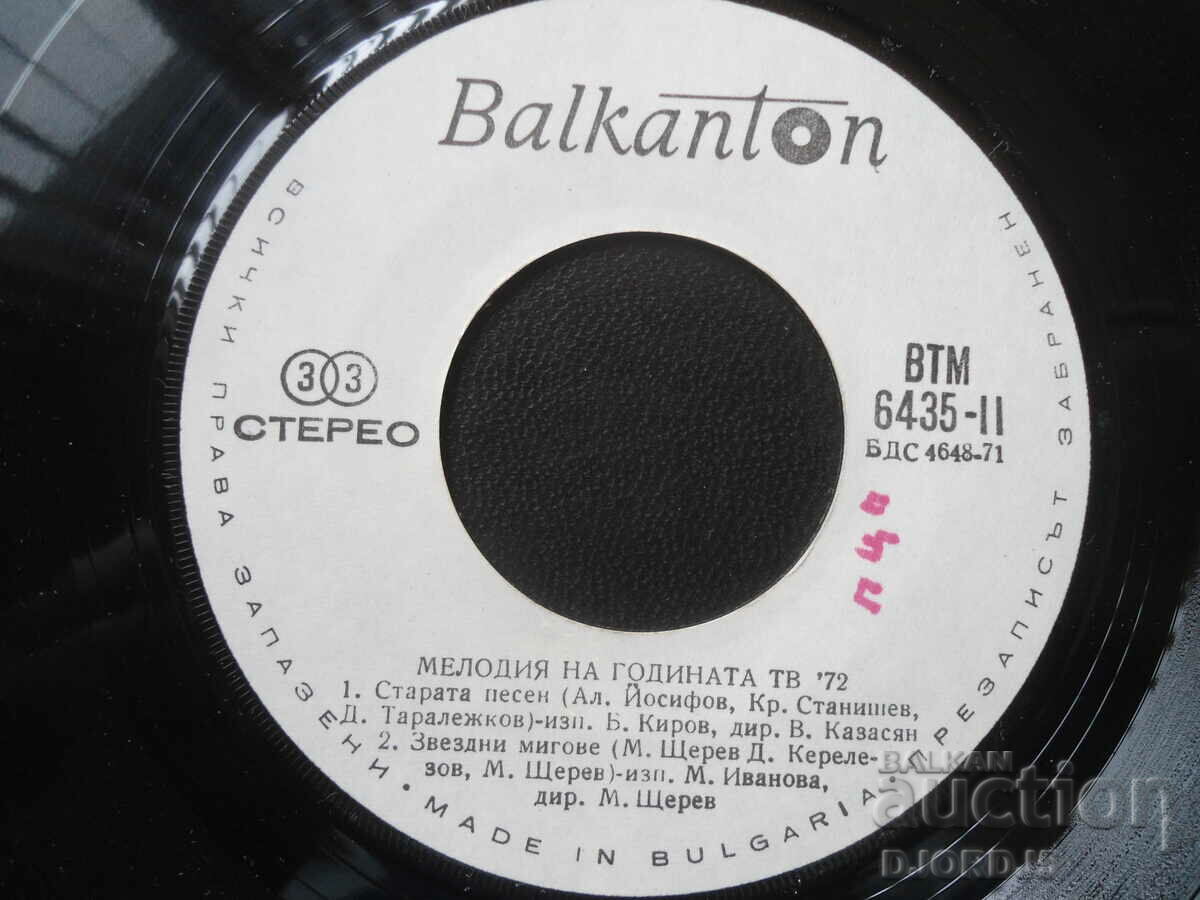 Balkanton
33
СТЕРЕО
ВТМ
6435-II
БДС 4648-71
МЕЛОДИЯ НА ГОДИНАТА ТВ '72
1. Старата песен (Ал. Йосифов, Кр. Станишев,
Д. Таралежков)-изп. Б. Киров, дир. В. Казасян
2. Звездни мигове (М. Щерев Д. Кереле-
зов, М. Щерев)-изп. М. Иванова,
дир. М. Щерев
ВСИЧКИ ПРАВА ЗАПАЗЕНИ • MADE IN BULGARIA • ПРЕЗАПИСЪТ ЗАБРАНЕН
BALKAN
auction
DJORDJ5